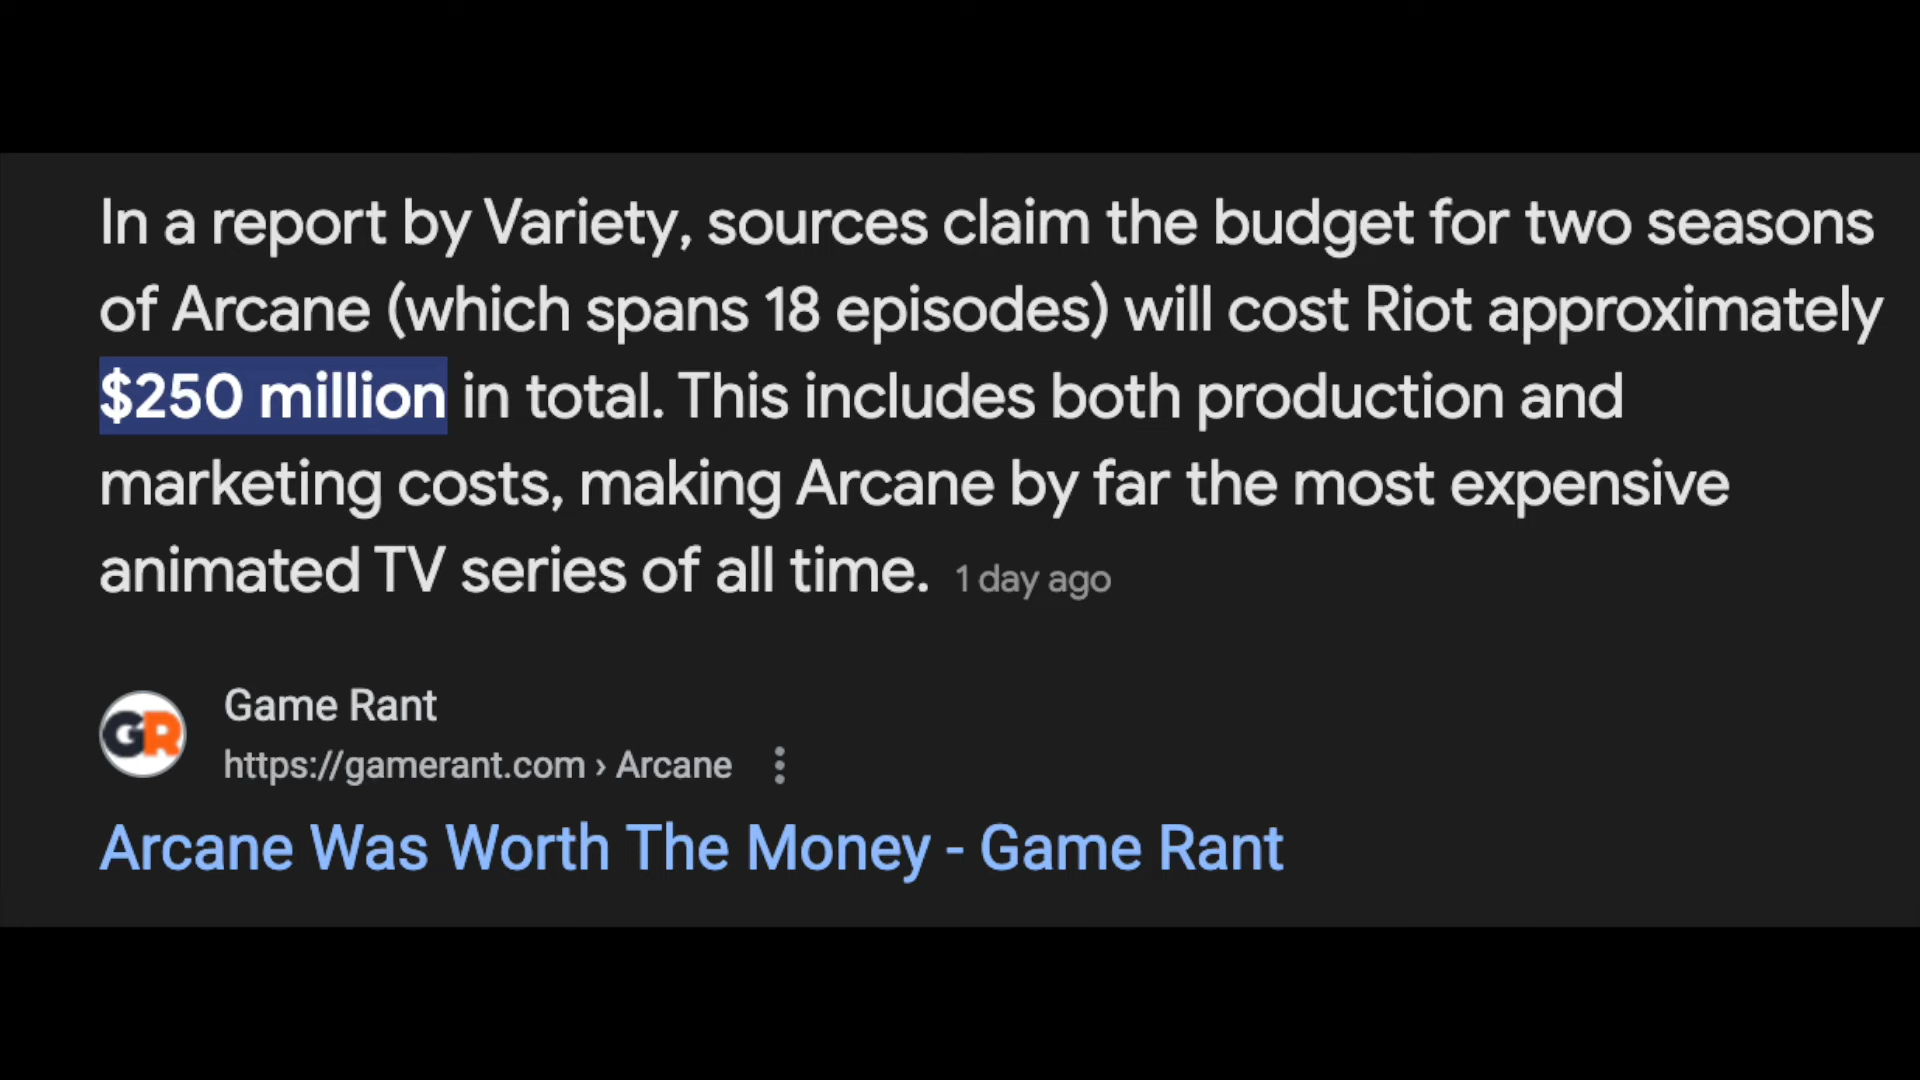 In a report by Variety, sources claim the budget for two seasons
of Arcane (which spans 18 episodes) will cost Riot approximately
$250 million in total. This includes both production and
marketing costs, making Arcane by far the most expensive
animated TV series of all time. 1 day ago
GR
Game Rant
https://gamerant.com › Arcane
Arcane Was Worth The Money - Game Rant